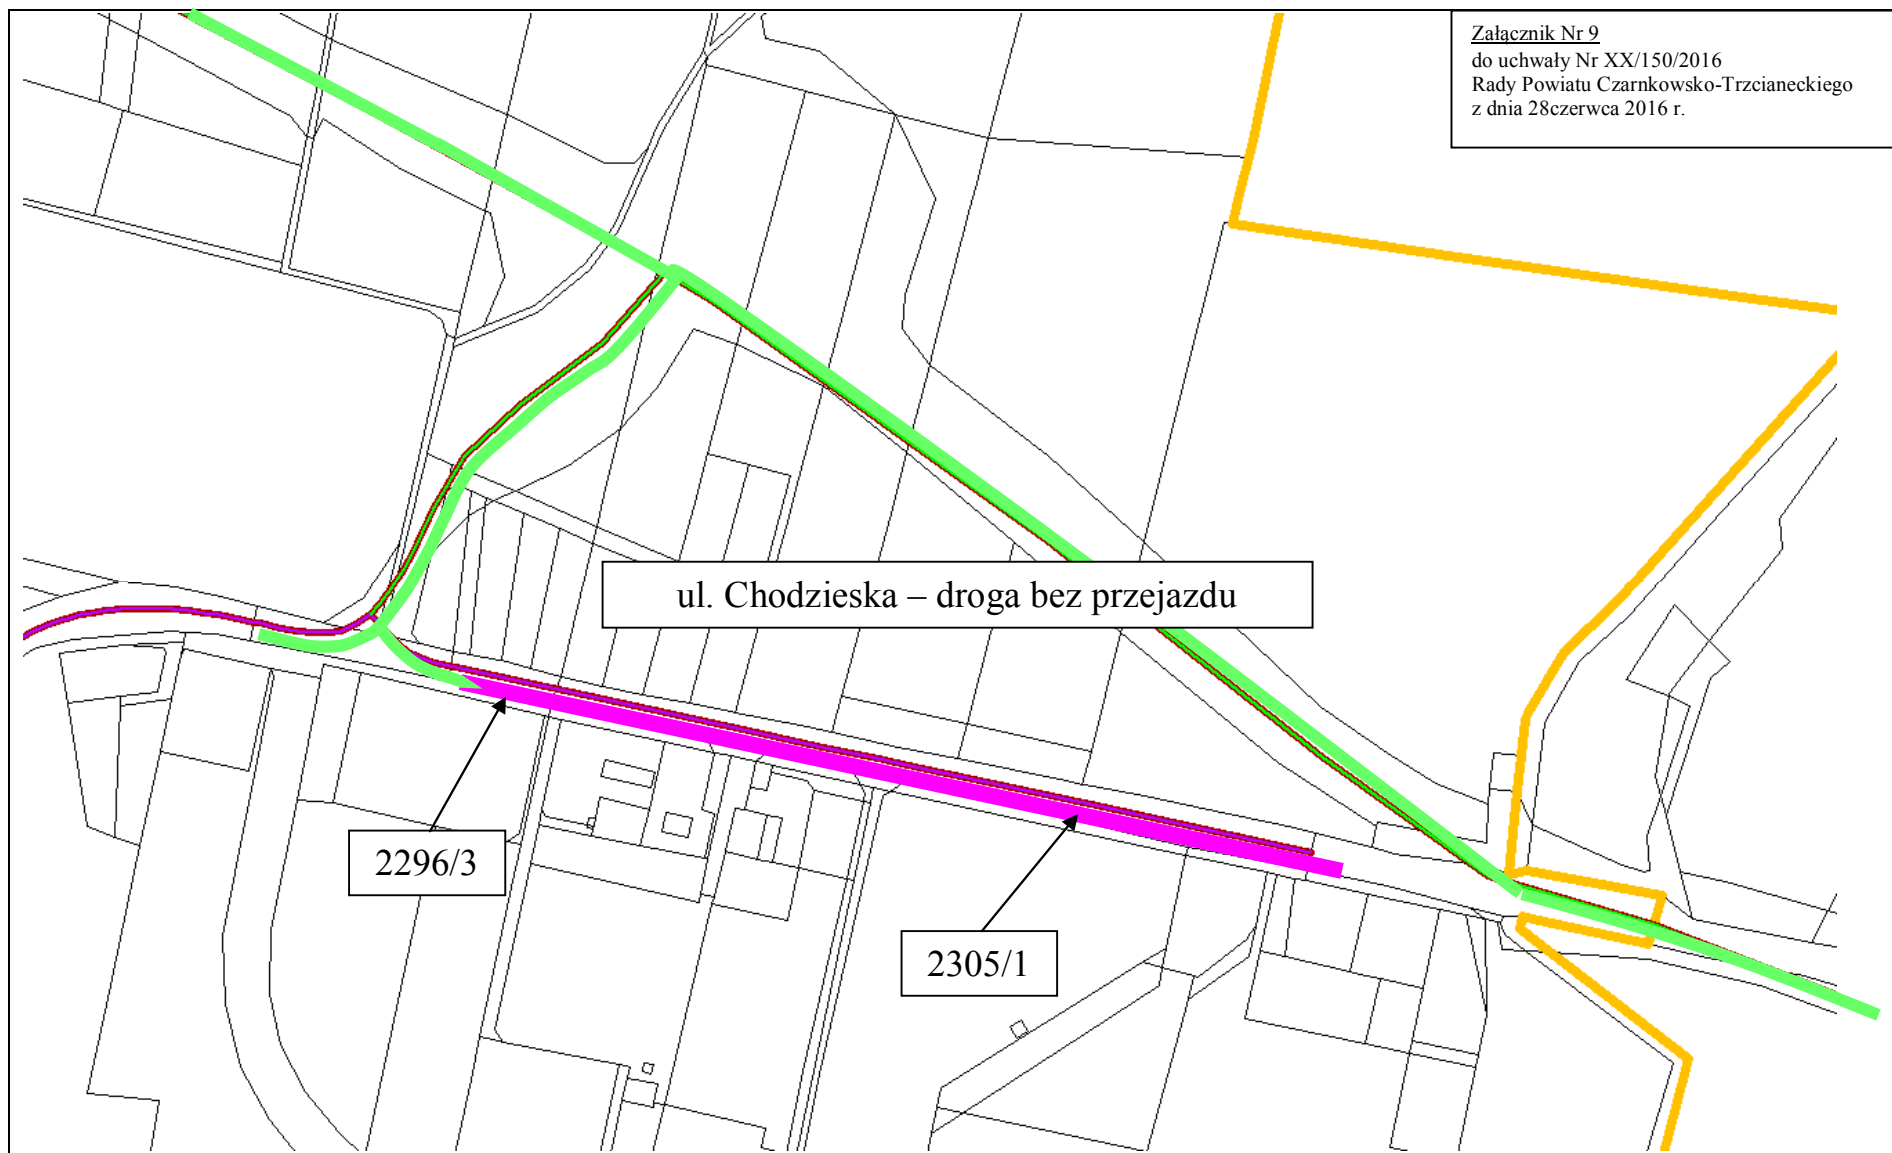 Załącznik Nr 9
do uchwały Nr XX/150/2016
Rady Powiatu Czarnkowsko-Trzcianeckiego
z dnia 28czerwca 2016 r.
ul. Chodzieska – droga bez przejazdu
2296/3
2305/1